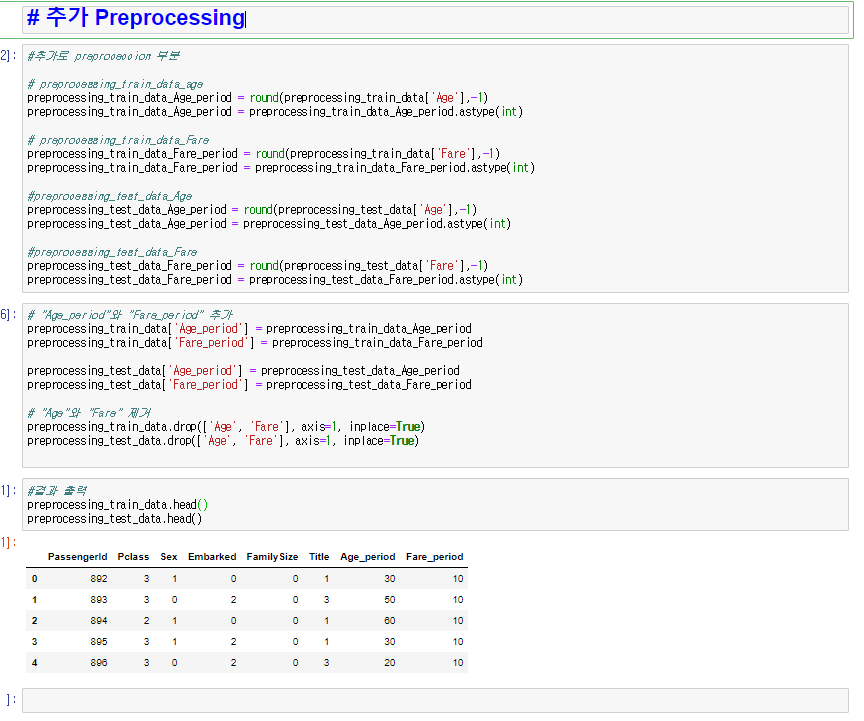 # 추가 Preprocessing
2]:
#추가로 preprocession 부분
# preprocessing_train_data_age
preprocessing_train_data_Age_period = round(preprocessing_train_data['Age'],-1)
preprocessing_train_data_Age_period = preprocessing_train_data_Age_period.astype(int)
# preprocessing_train_data_Fare
preprocessing_train_data_Fare_period = round(preprocessing_train_data['Fare'],-1)
preprocessing_train_data_Fare_period = preprocessing_train_data_Fare_period.astype(int)
#preprocessing_test_data_Age
preprocessing_test_data_Age_period = round(preprocessing_test_data['Age'],-1)
preprocessing_test_data_Age_period = preprocessing_test_data_Age_period.astype(int)
#preprocessing_test_data_Fare
preprocessing_test_data_Fare_period = round(preprocessing_test_data['Fare'],-1)
preprocessing_test_data_Fare_period = preprocessing_test_data_Fare_period.astype(int)
6]:
# "Age_period"와 "Fare_period" 추가
preprocessing_train_data['Age_period'] = preprocessing_train_data_Age_period
preprocessing_train_data['Fare_period'] = preprocessing_train_data_Fare_period
preprocessing_test_data['Age_period'] = preprocessing_test_data_Age_period
preprocessing_test_data['Fare_period'] = preprocessing_test_data_Fare_period
# "Age"와 "Fare" 제거
preprocessing_train_data.drop(['Age', 'Fare'], axis=1, inplace=True)
preprocessing_test_data.drop(['Age', 'Fare'], axis=1, inplace=True)
1]:
#결과 출력
preprocessing_train_data.head()
preprocessing_test_data.head()
1]:
PassengerId Pclass Sex Embarked FamilySize Title Age_period Fare_period
0 892 3 1 0 0 1 30 10
1 893 3 0 2 0 3 50 10
2 894 2 1 0 0 1 60 10
3 895 3 1 2 0 1 30 10
4 896 3 0 2 0 3 20 10
]: